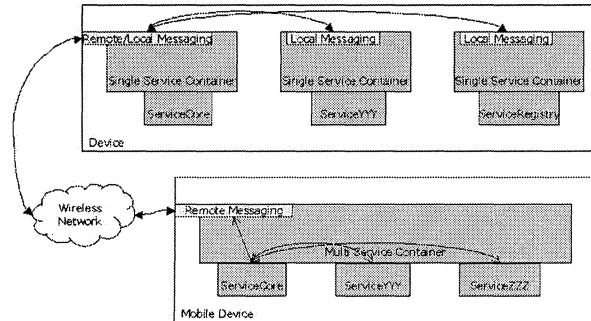 Remote/Local Messaging
Local Messaging
Local Messaging
Single Service Container
Single Service Container
Single Service Container
ServiceCore
ServiceYYY
ServiceRegistry
Device
Wireless
Network
Remote Messaging
Multi Service Container
ServiceCore
ServiceYYY
ServiceZZZ
Mobile Device